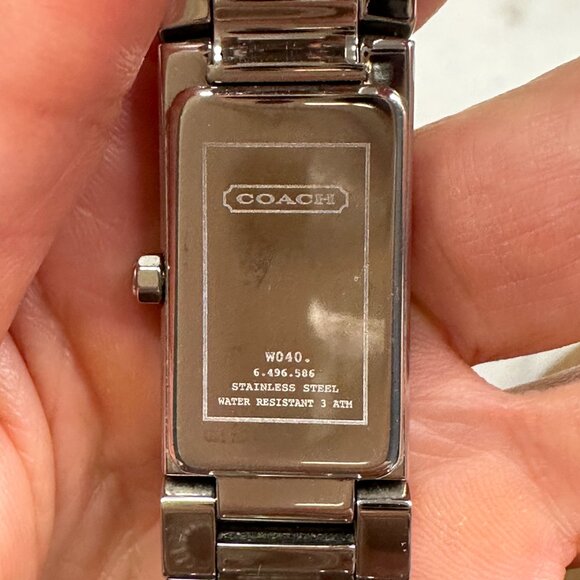 COACH
W040.
6.496.586
STAINLESS STEEL
WATER RESISTANT 3 ATM